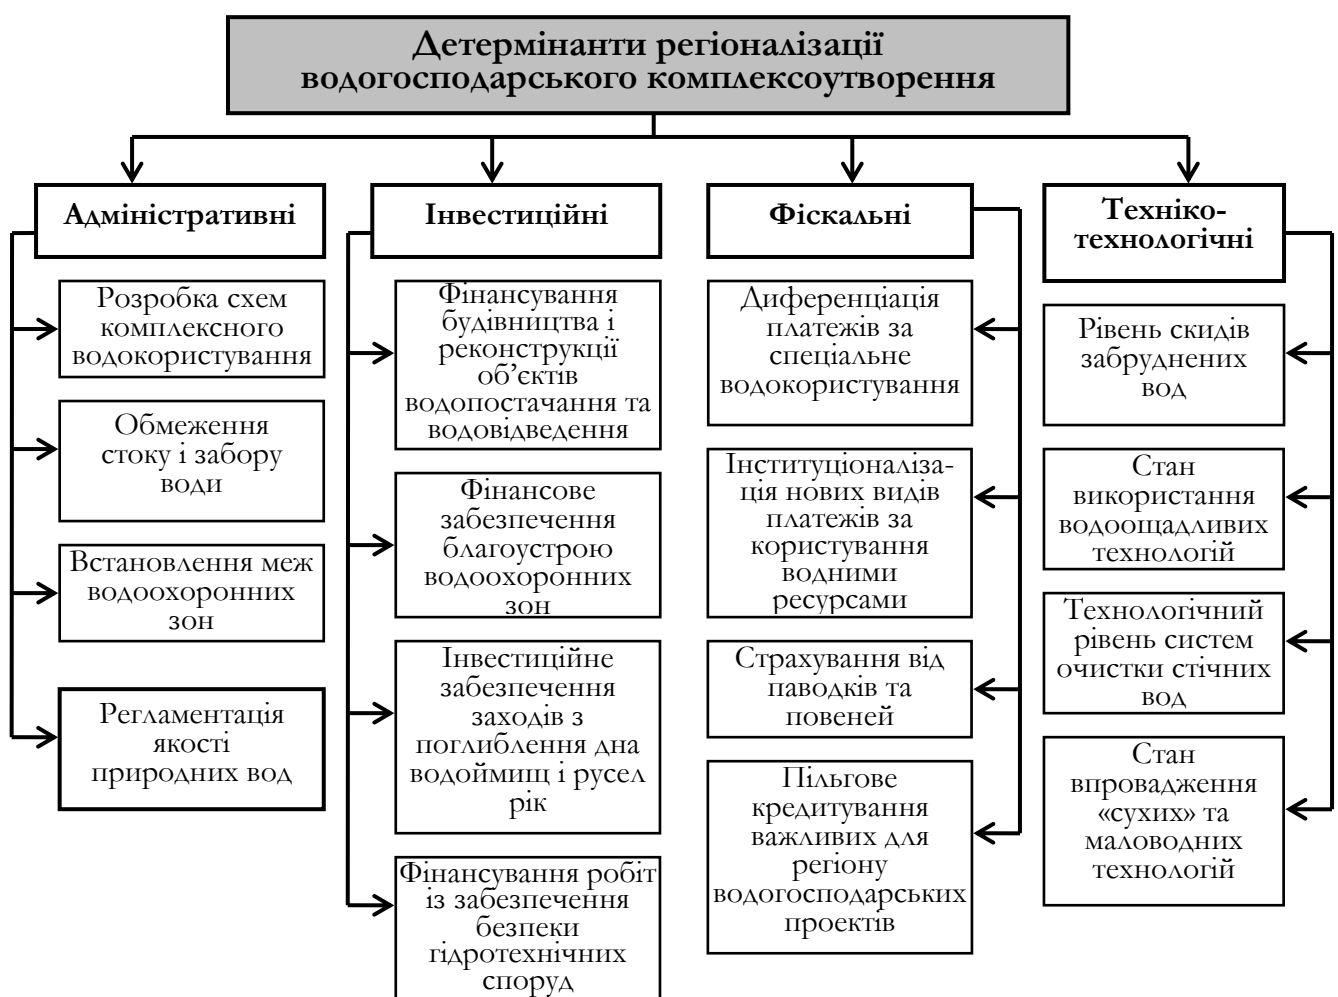 Детермінанти регіоналізації
водогосподарського комплексоутворення
Адміністративні
Розробка схем
комплексного
водокористування
Обмеження
стоку і забору
води
Встановлення меж
водоохоронних
зон
Регламентація
якості
природних вод
Інвестиційні
Фінансування
будівництва і
реконструкції
об’єктів
водопостачання та
водовідведення
Фінансове
забезпечення
благоустрою
водоохоронних
зон
Інвестиційне
забезпечення
заходів з
поглиблення дна
водоймищ і русел
рік
Фінансування робіт
із забезпечення
безпеки
гідротехнічних
споруд
Фіскальні
Диференціація
платежів за
спеціальне
водокористування
Інституціоналіза-
ція нових видів
платежів за
користування
водними
ресурсами
Страхування від
паводків та
повеней
Пільгове
кредитування
важливих для
регіону
водогосподарських
проектів
Техніко-
технологічні
Рівень скидів
забруднених
вод
Стан
використання
водоощадливих
технологій
Технологічний
рівень систем
очистки стічних
вод
Стан
впровадження
«сухих» та
маловодних
технологій